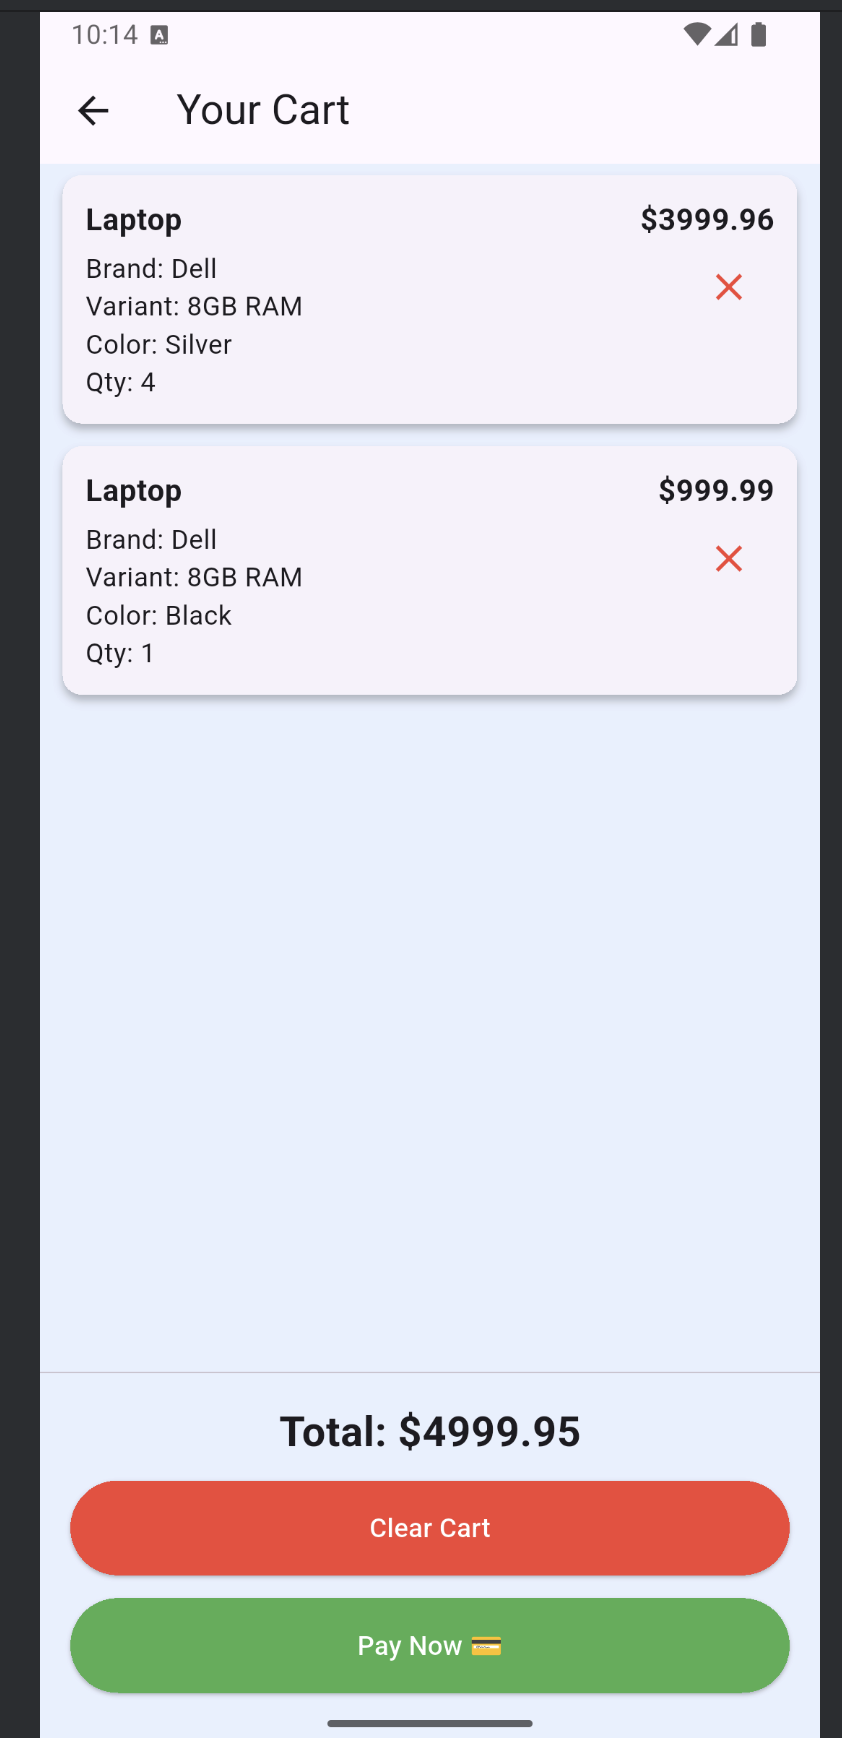 10:14
Your Cart
Laptop $3999.96
Brand: Dell
Variant: 8GB RAM
Color: Silver
Qty: 4
Laptop $999.99
Brand: Dell
Variant: 8GB RAM
Color: Black
Qty: 1
Total: $4999.95
Clear Cart
Pay Now 💳